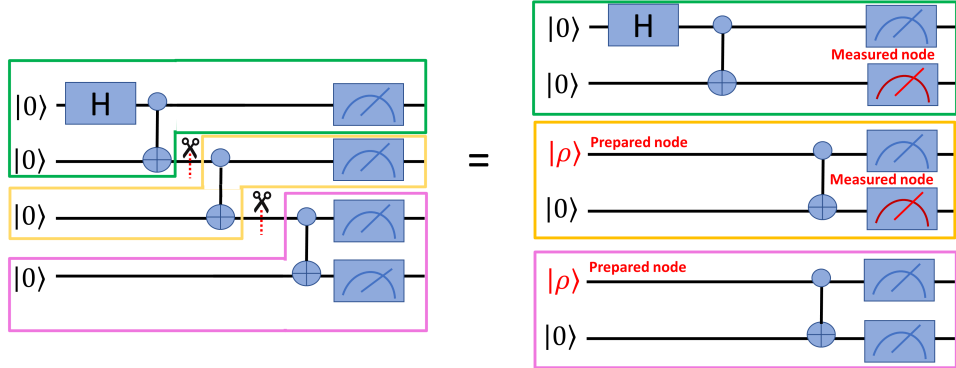 |0⟩ H
|0⟩
|0⟩
|0⟩
=
|0⟩ H
Measured node
|0⟩
|ρ⟩ Prepared node
Measured node
|0⟩
|ρ⟩ Prepared node
|0⟩